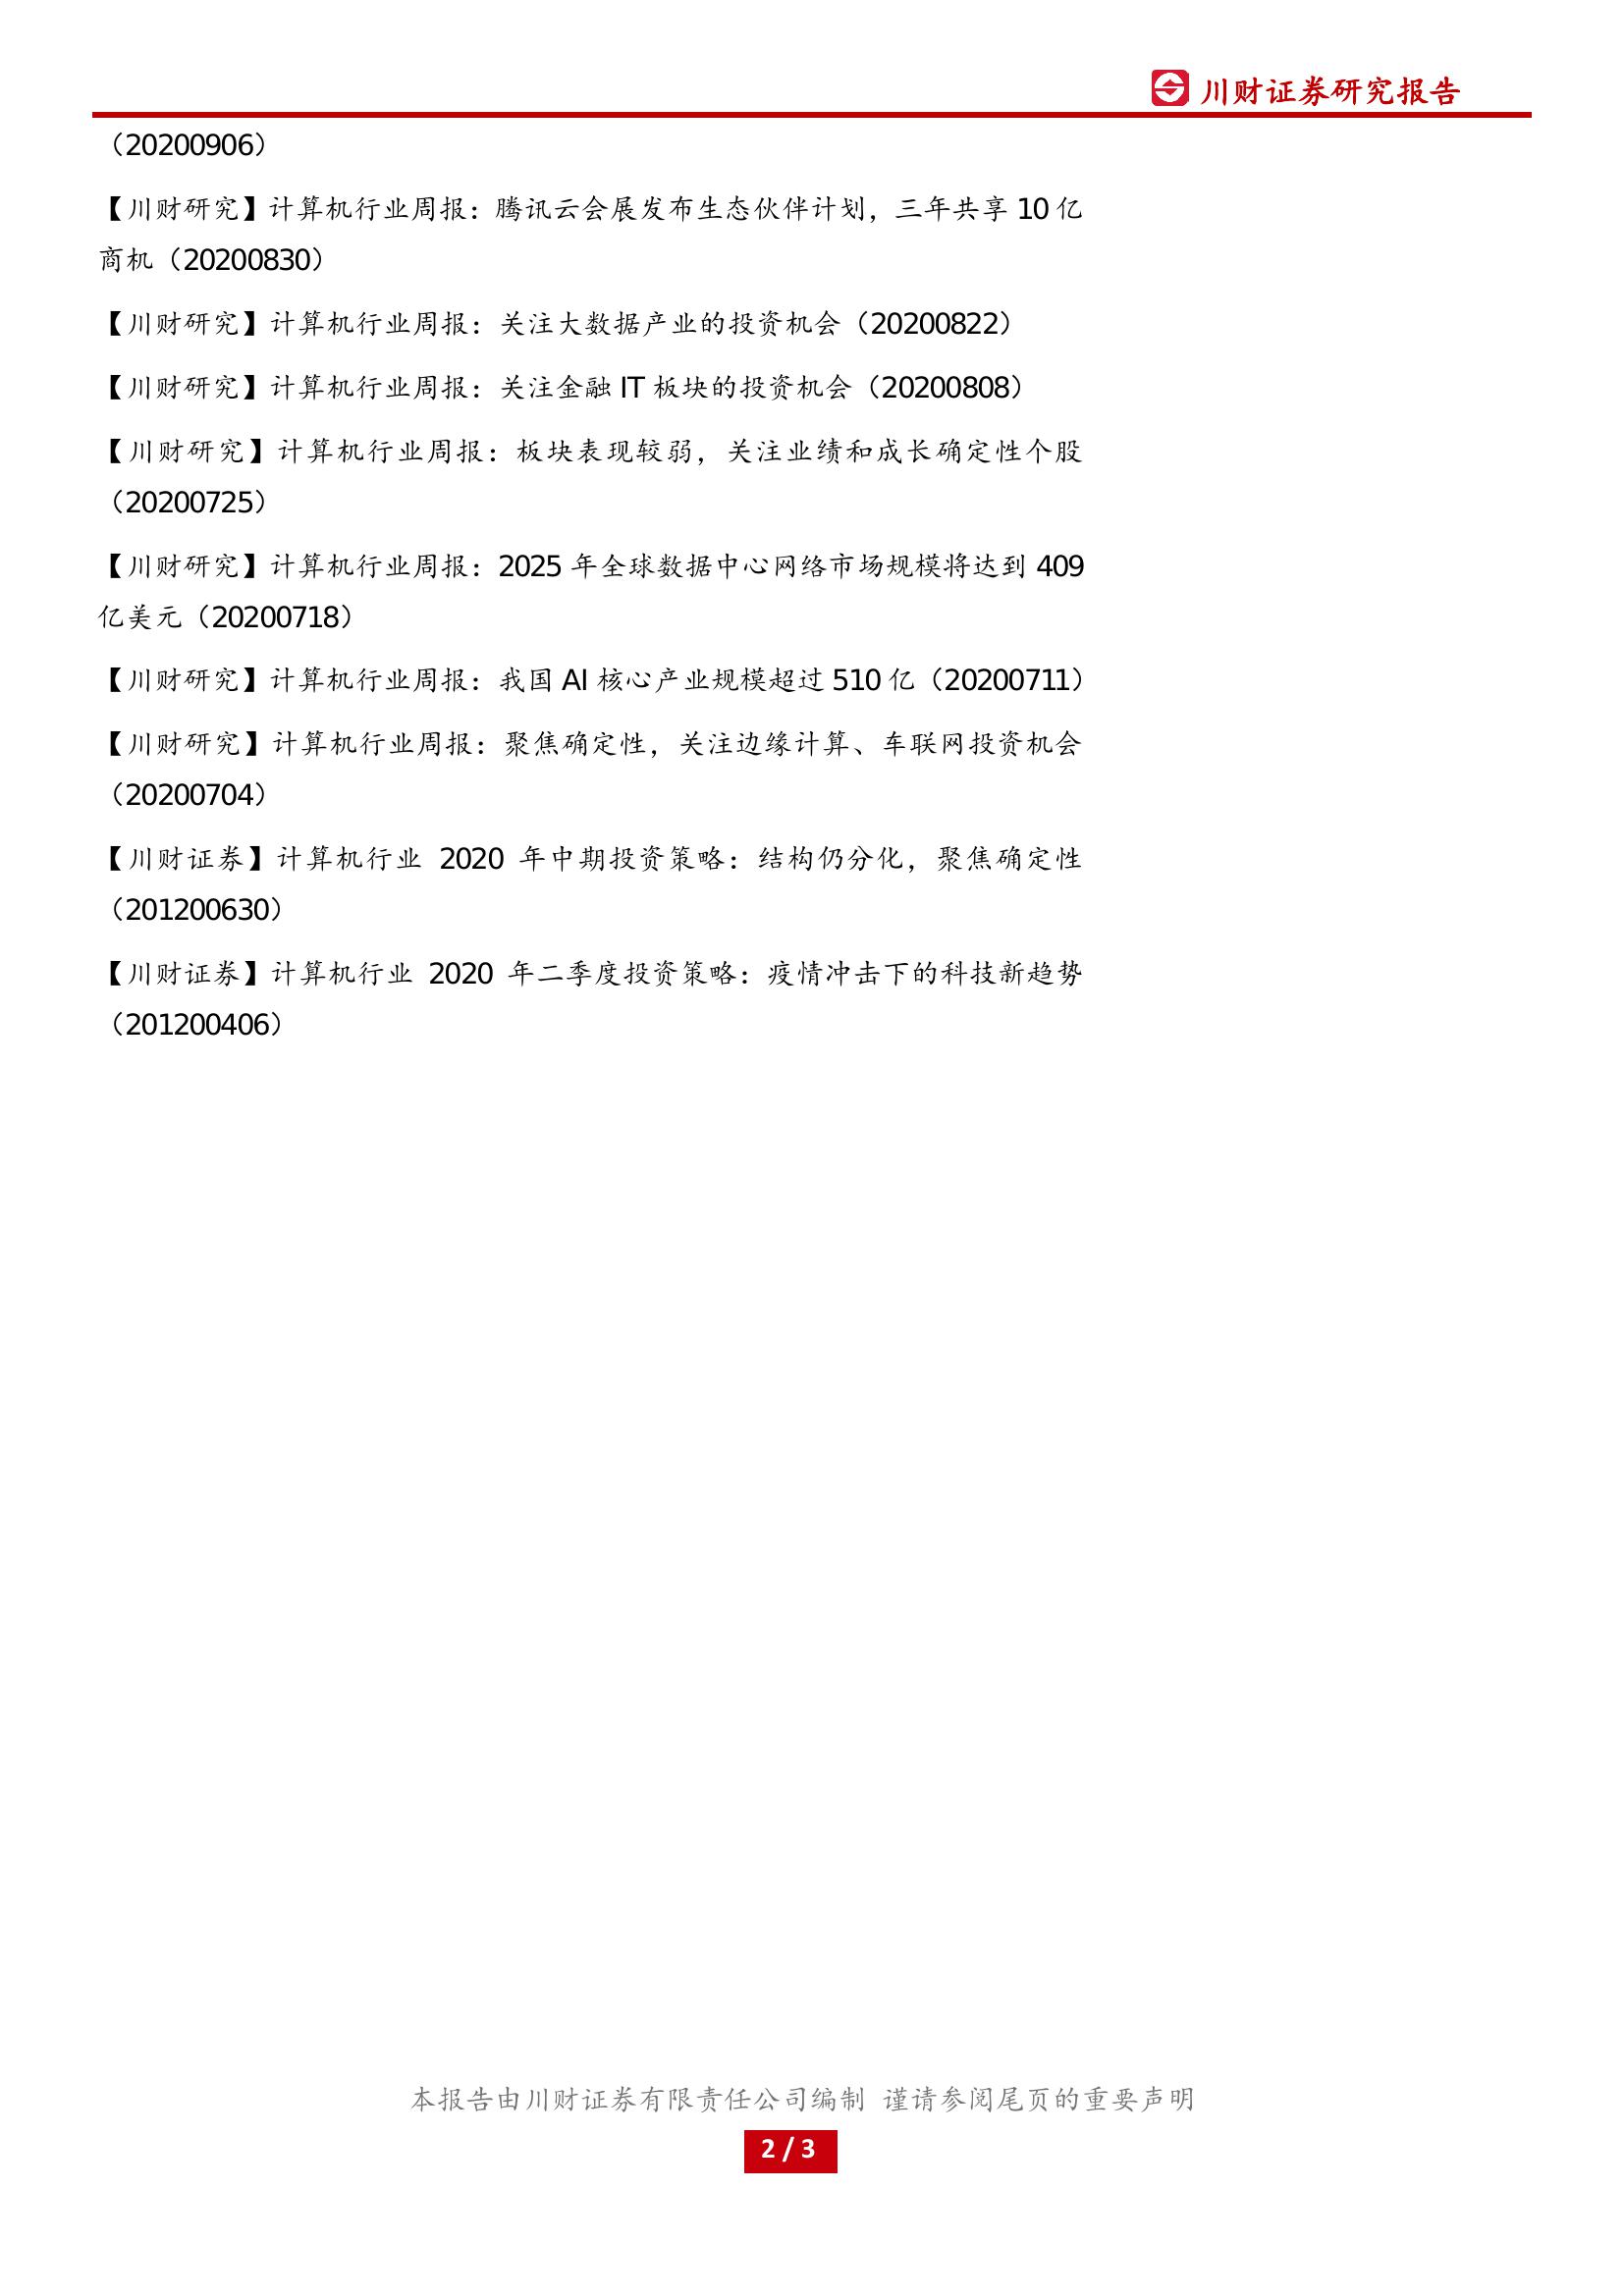 川财证券研究报告
（20200906）
【川财研究】计算机行业周报：腾讯云会展发布生态伙伴计划，三年共享 10 亿
商机（20200830）
【川财研究】计算机行业周报：关注大数据产业的投资机会（20200822）
【川财研究】计算机行业周报：关注金融 IT 板块的投资机会（20200808）
【川财研究】计算机行业周报：板块表现较弱，关注业绩和成长确定性个股
（20200725）
【川财研究】计算机行业周报：2025 年全球数据中心网络市场规模将达到 409
亿美元（20200718）
【川财研究】计算机行业周报：我国 AI 核心产业规模超过 510 亿（20200711）
【川财研究】计算机行业周报：聚焦确定性，关注边缘计算、车联网投资机会
（20200704）
【川财证券】计算机行业 2020 年中期投资策略：结构仍分化，聚焦确定性
（201200630）
【川财证券】计算机行业 2020 年二季度投资策略：疫情冲击下的科技新趋势
（201200406）
本报告由川财证券有限责任公司编制 谨请参阅尾页的重要声明
2 / 3